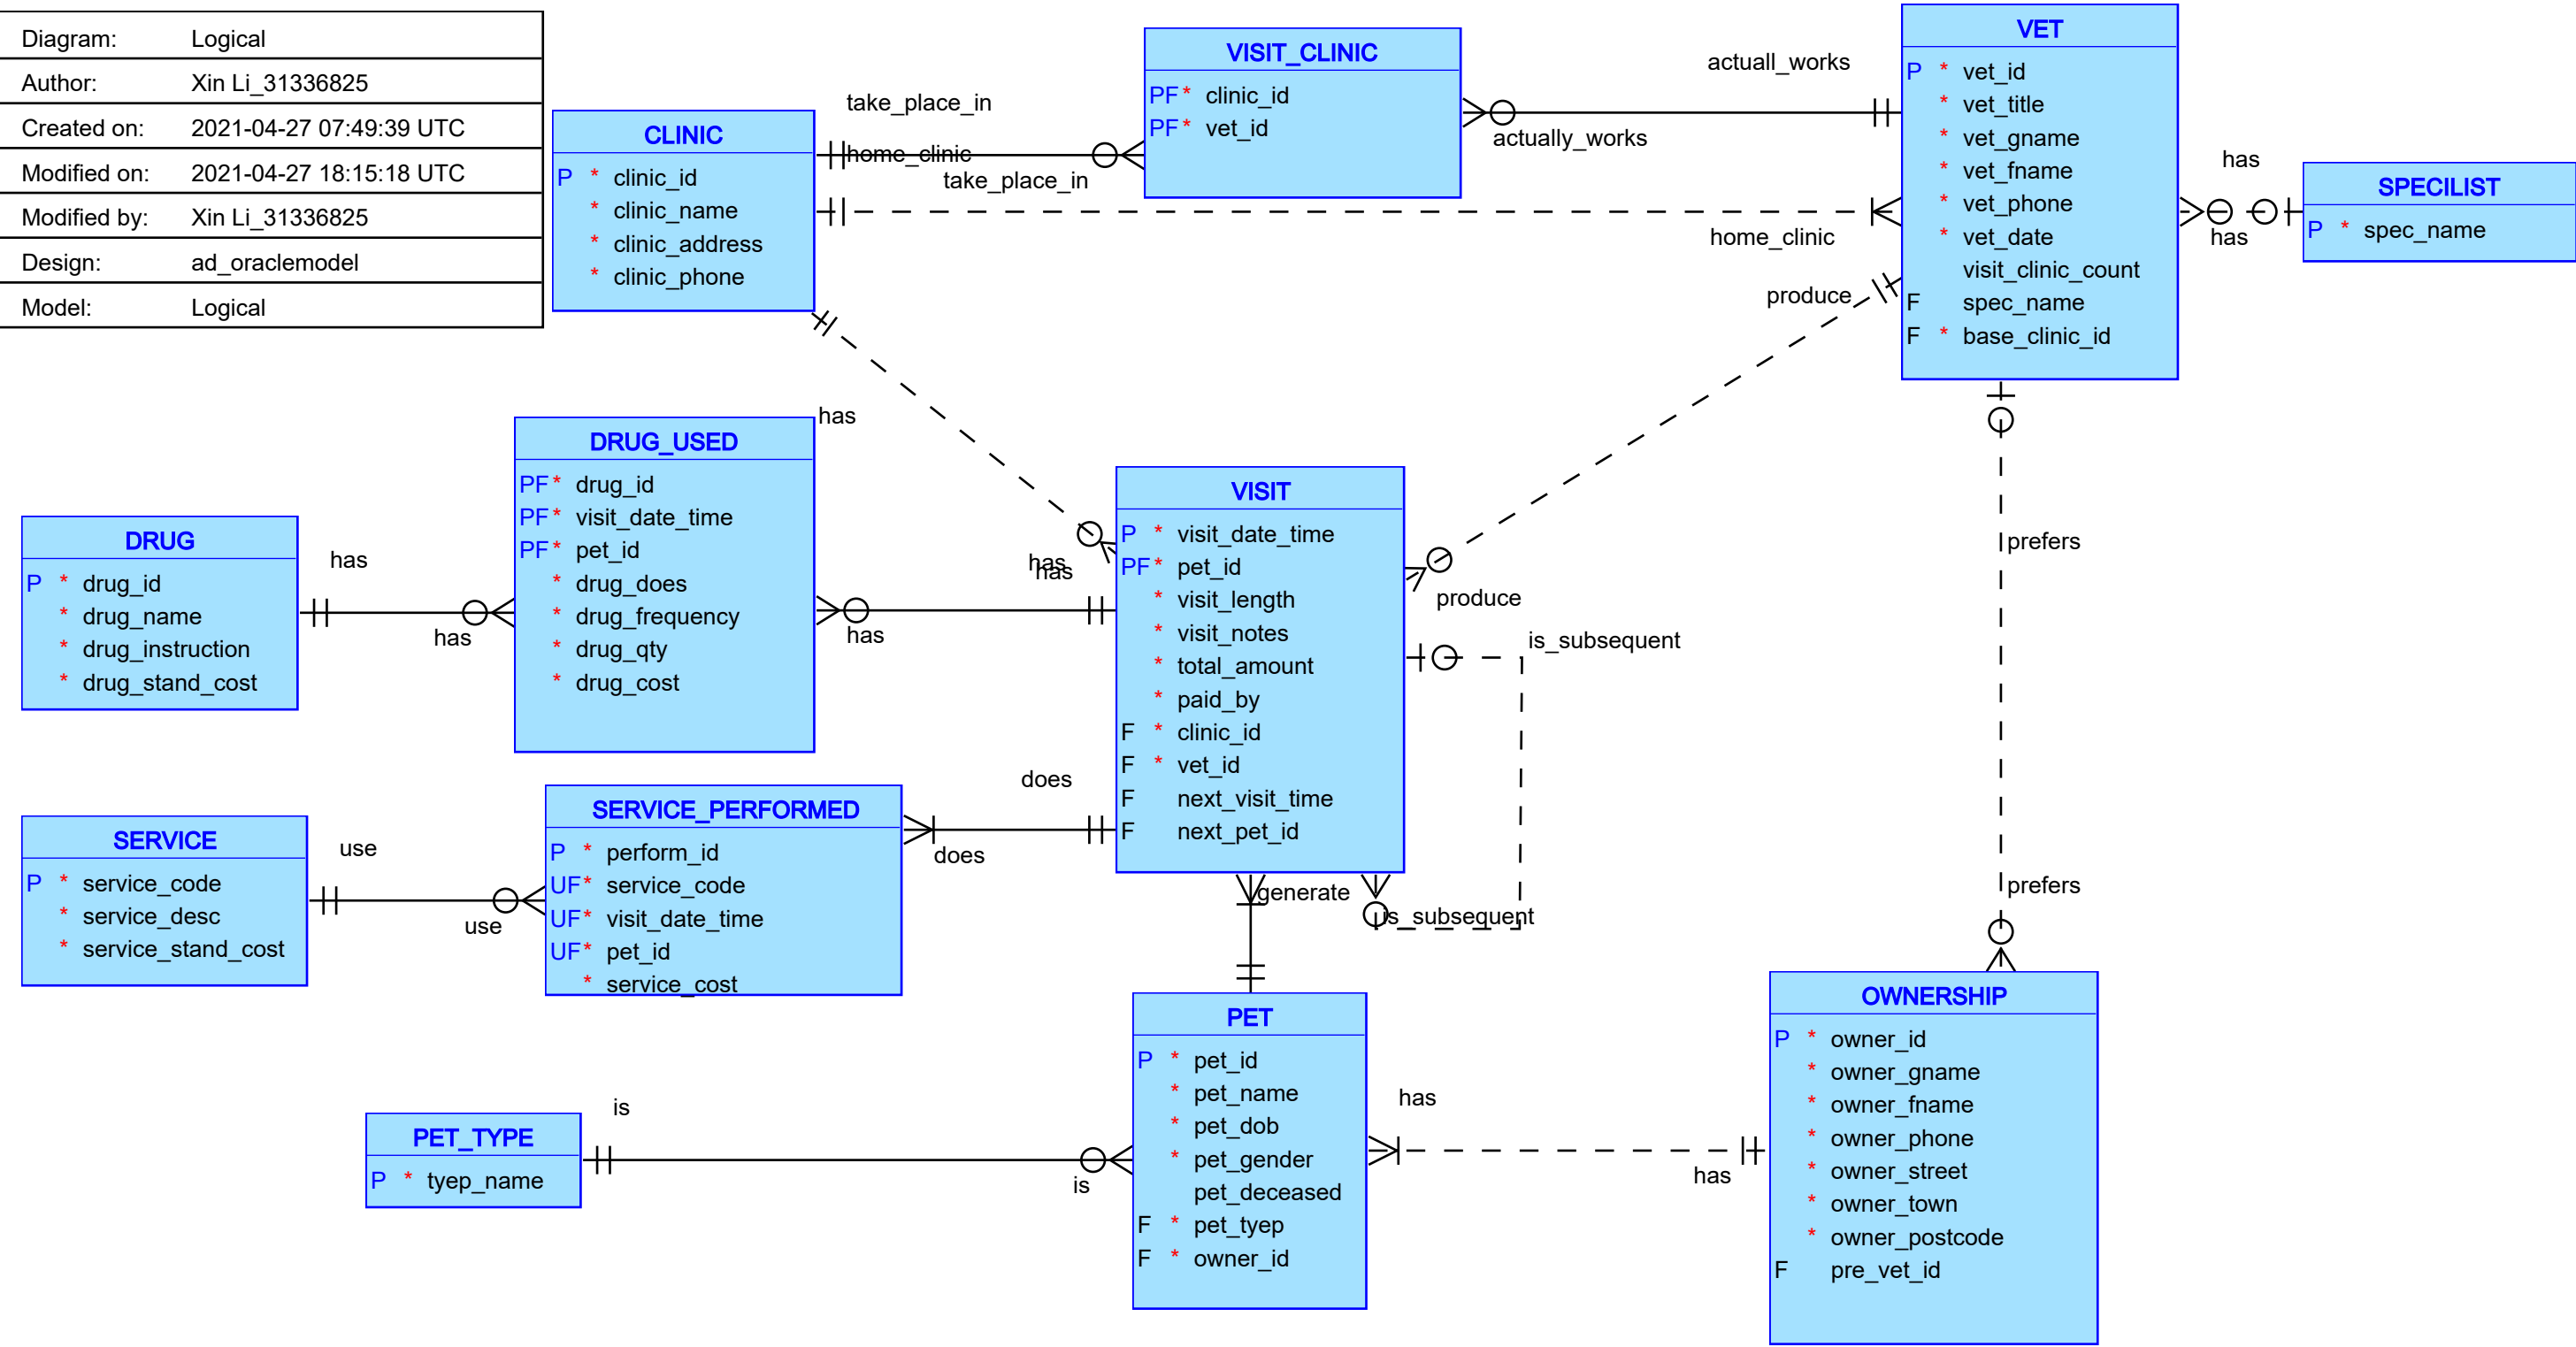 Diagram: Logical
Author: Xin Li_31336825
Created on: 2021-04-27 07:49:39 UTC
Modified on: 2021-04-27 18:15:18 UTC
Modified by: Xin Li_31336825
Design: ad_oraclemodel
Model: Logical
CLINIC
P * clinic_id
* clinic_name
* clinic_address
* clinic_phone
take_place_in
home_clinic
take_place_in
VISIT_CLINIC
PF* clinic_id
PF* vet_id
actuall_works
actually_works
home_clinic
produce
VET
P * vet_id
* vet_title
* vet_gname
* vet_fname
* vet_phone
* vet_date
visit_clinic_count
F spec_name
F * base_clinic_id
has
has
SPECILIST
P * spec_name
has
has
DRUG_USED
PF* drug_id
PF* visit_date_time
PF* pet_id
* drug_does
* drug_frequency
* drug_qty
* drug_cost
DRUG
P * drug_id
* drug_name
* drug_instruction
* drug_stand_cost
has
has
has
has
VISIT
P * visit_date_time
PF* pet_id
* visit_length
* visit_notes
* total_amount
* paid_by
F * clinic_id
F * vet_id
F next_visit_time
F next_pet_id
produce
is_subsequent
is_subsequent
generate
prefers
prefers
SERVICE
P * service_code
* service_desc
* service_stand_cost
use
use
SERVICE_PERFORMED
P * perform_id
UF* service_code
UF* visit_date_time
UF* pet_id
* service_cost
does
does
PET_TYPE
P * tyep_name
is
is
PET
P * pet_id
* pet_name
* pet_dob
* pet_gender
pet_deceased
F * pet_tyep
F * owner_id
has
has
OWNERSHIP
P * owner_id
* owner_gname
* owner_fname
* owner_phone
* owner_street
* owner_town
* owner_postcode
F pre_vet_id